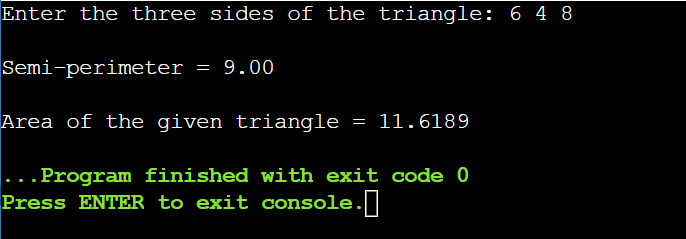 Enter the three sides of the triangle: 6 4 8
Semi-perimeter = 9.00
Area of the given triangle = 11.6189
...Program finished with exit code 0
Press ENTER to exit console.